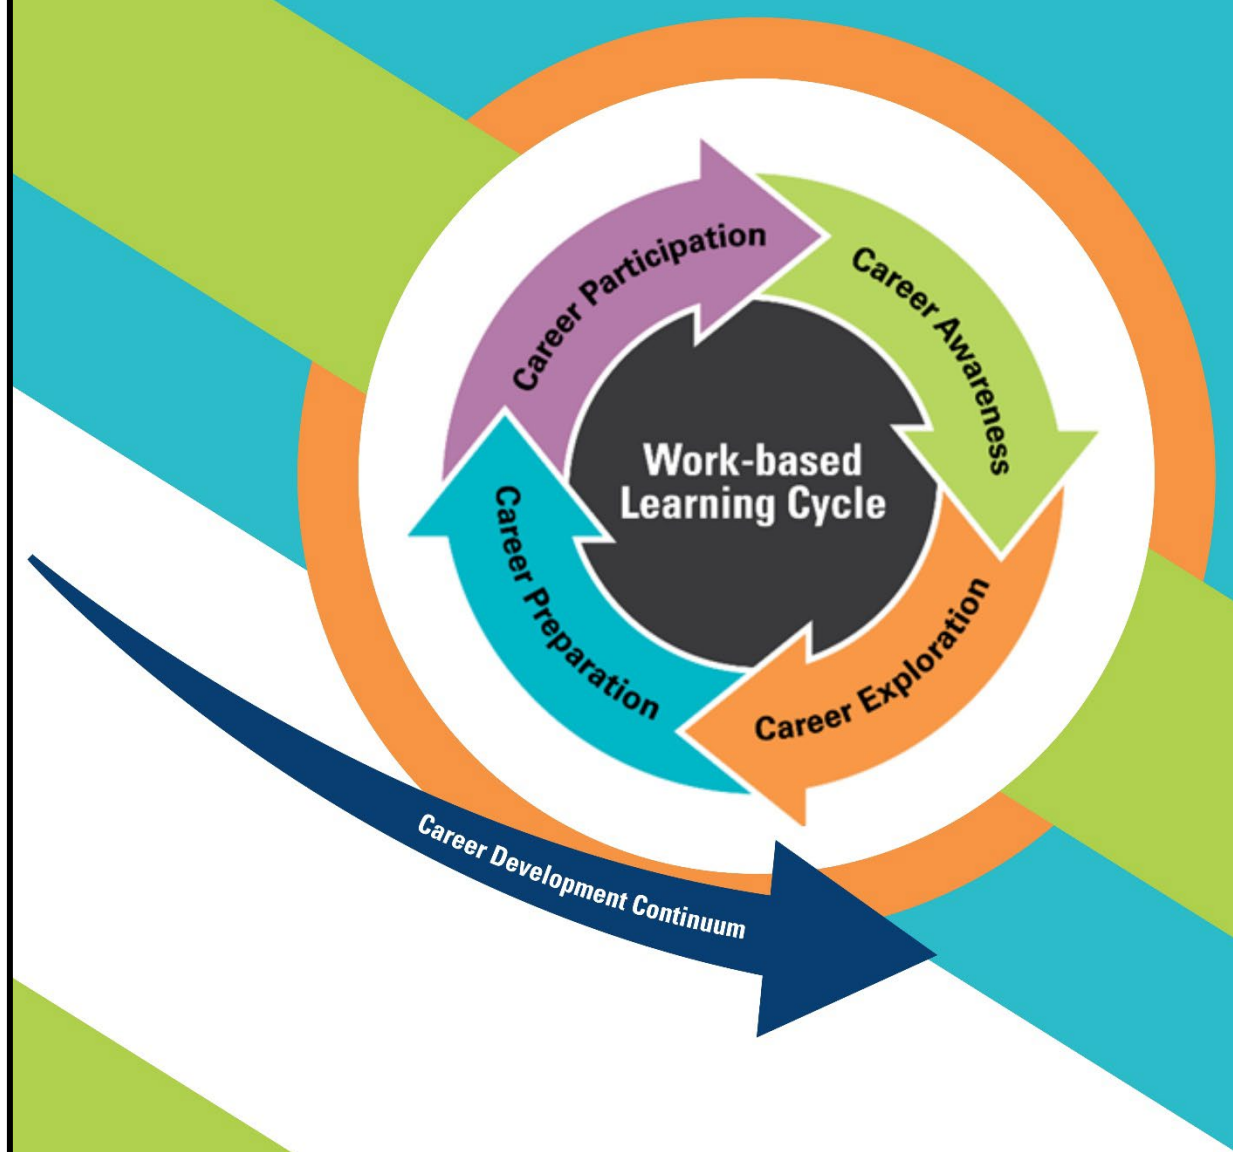 Career Participation
Career Awareness
Work-based
Learning Cycle
Career Preparation
Career Exploration
Career Development Continuum